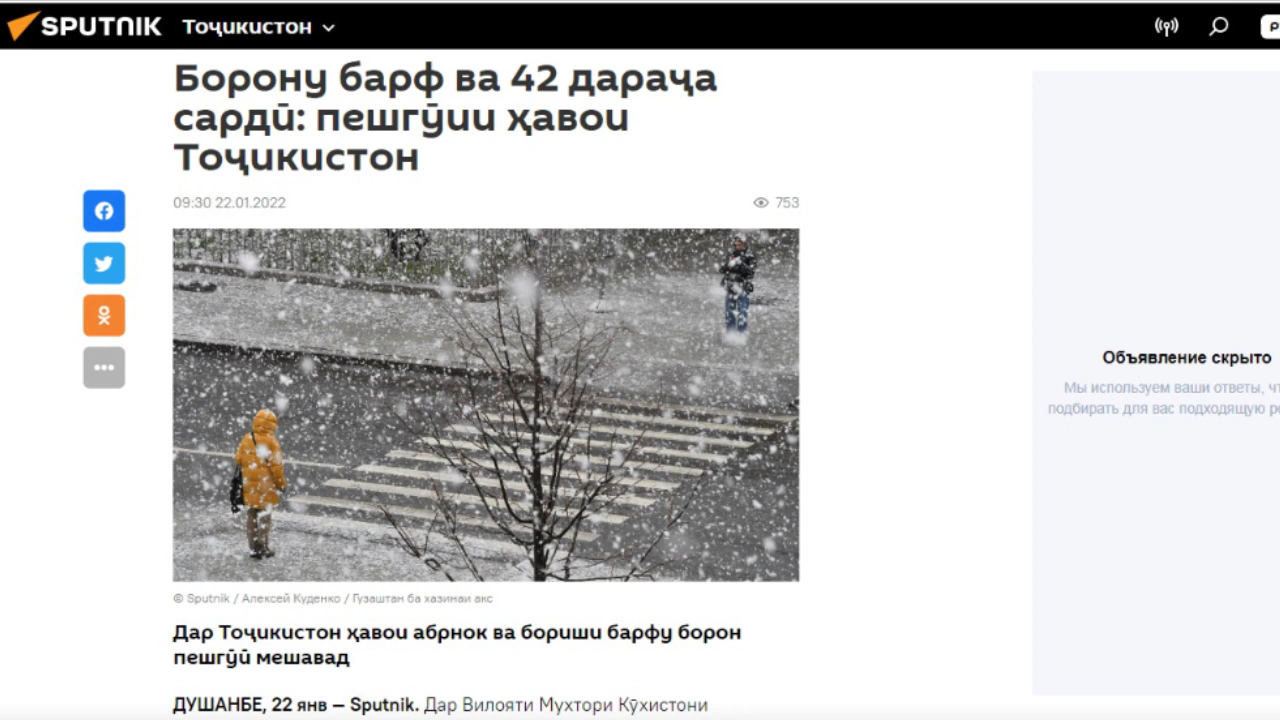 SPUTNIK Тоҷикистон
Борону барф ва 42 дараҷа
сардӣ: пешгӯии ҳавои
Тоҷикистон
09:30 22.01.2022
753
© Sputnik / Алексей Куденко / Гузаштан ба хазинаи акс
Дар Тоҷикистон ҳавои абрнок ва бориши барфу борон
пешгӯӣ мешавад
ДУШАНБЕ, 22 янв — Sputnik. Дар Вилояти Мухтори Кӯҳистони
Объявление скрыто
Мы используем ваши ответы,
подбирать для вас подходящую